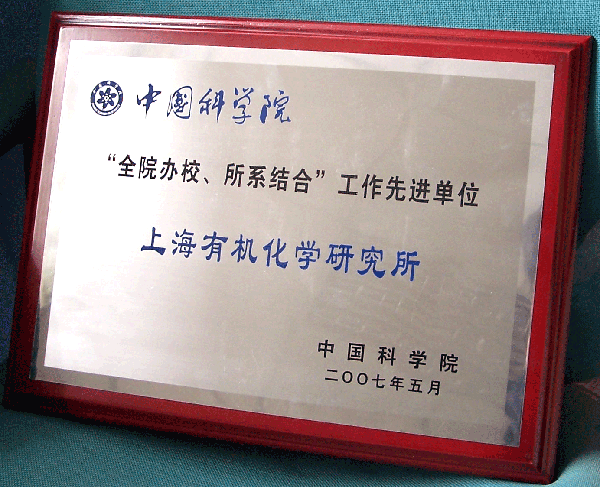 中国科学院
“全院办校、所系结合”工作先进单位
上海有机化学研究所
中国科学院
二〇〇七年五月